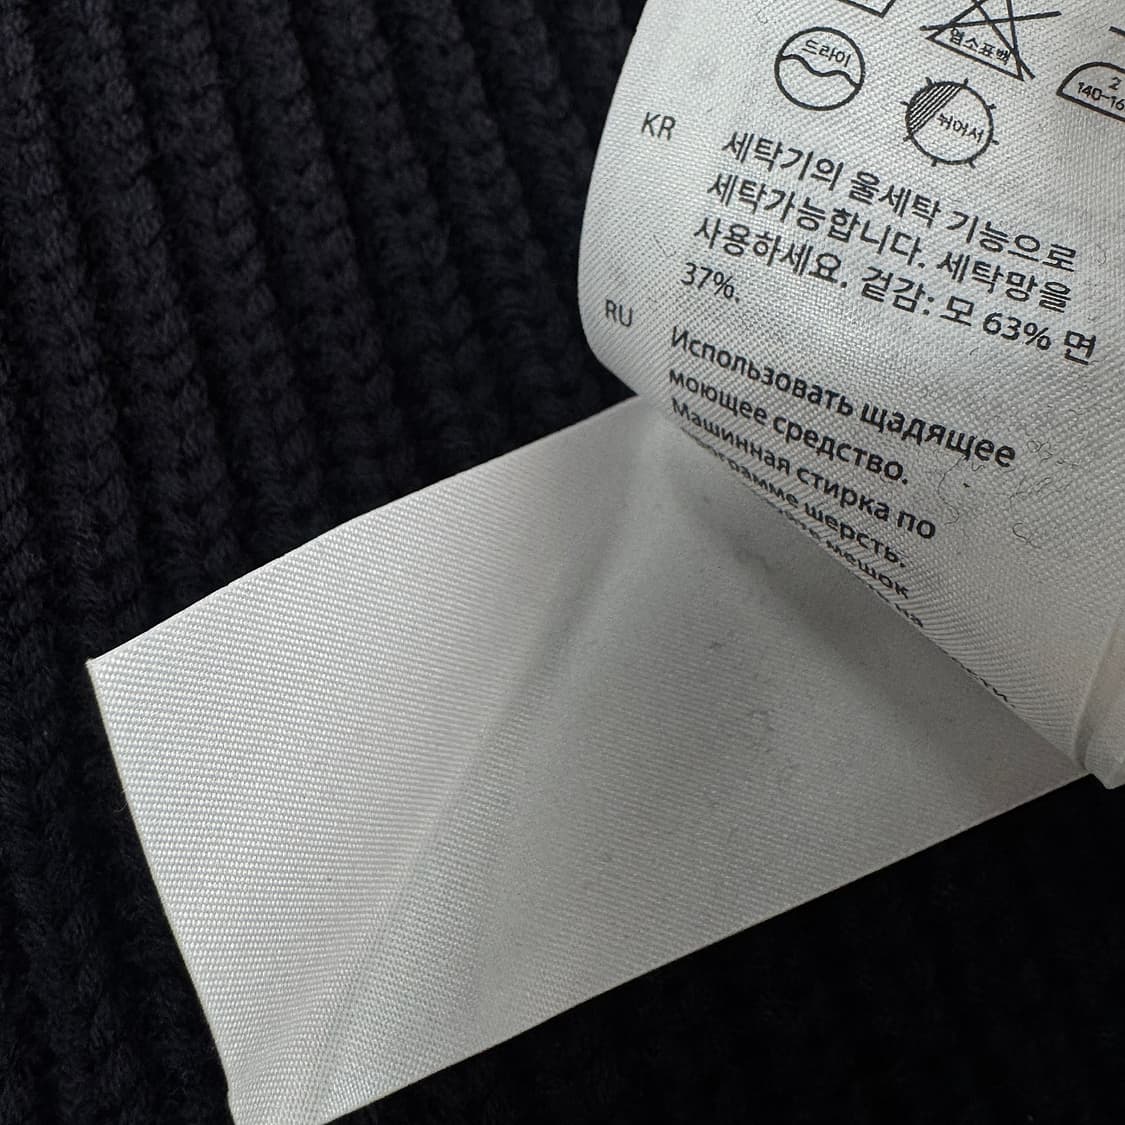 드라이
염소표백
2
140-16
뉘어서
KR
세탁기의 울세탁 기능으로
세탁가능합니다. 세탁망을
사용하세요. 겉감: 모 63% 면
37%.
RU
Использовать щадящее
моющее средство.
Машинная стирка по
программе шерсть.
мешок